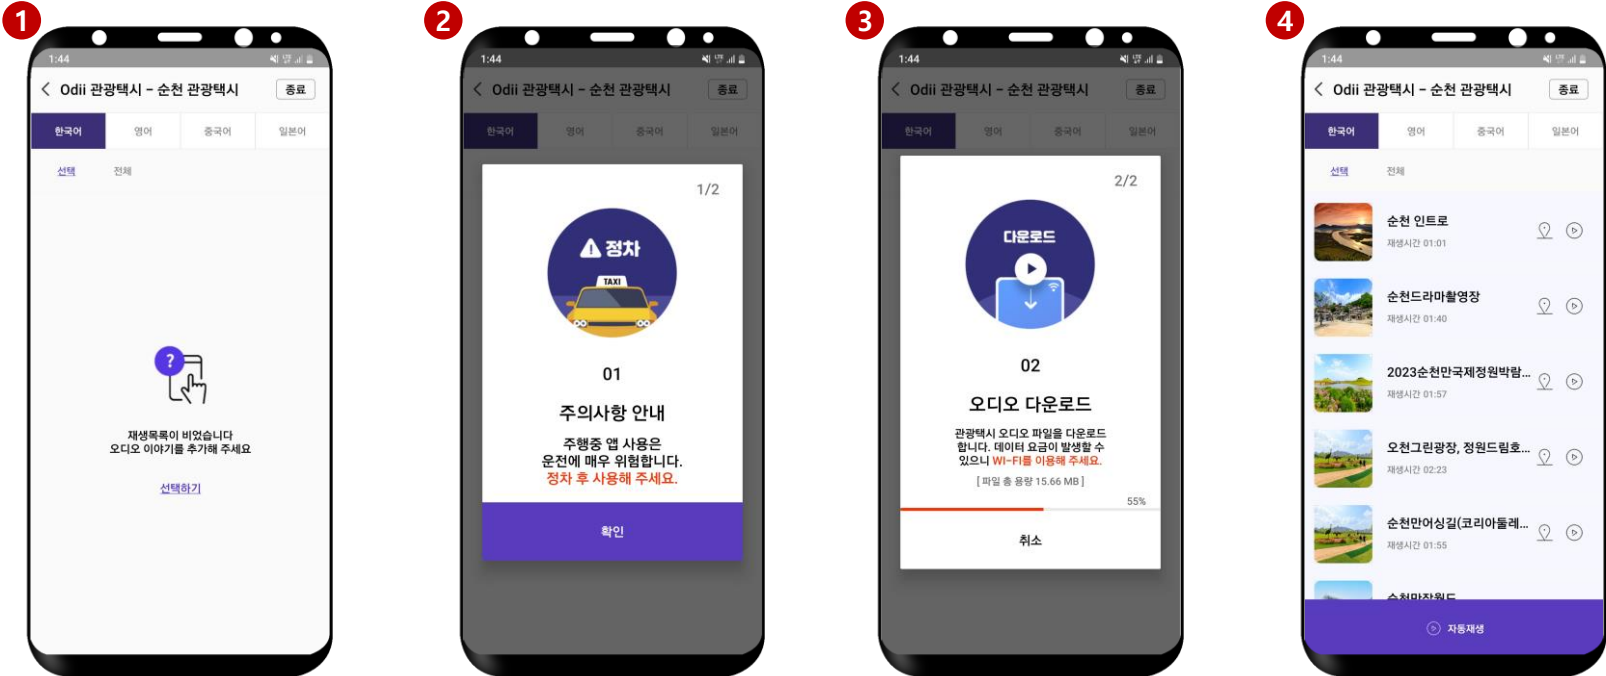 1
1:44
Odii 관광택시 - 순천 관광택시
종료
한국어
영어
중국어
일본어
선택
전체
?
재생목록이 비었습니다
오디오 이야기를 추가해 주세요
선택하기
2
1:44
Odii 관광택시 - 순천 관광택시
종료
한국어
영어
중국어
일본어
1/2
정차
TAXI
01
주의사항 안내
주행중 앱 사용은
운전에 매우 위험합니다.
정차 후 사용해 주세요.
확인
3
1:44
Odii 관광택시 - 순천 관광택시
종료
한국어
영어
중국어
일본어
2/2
다운로드
02
오디오 다운로드
관광택시 오디오 파일을 다운로드
합니다. 데이터 요금이 발생할 수
있으니 WI-FI를 이용해 주세요.
[ 파일 총 용량 15.66 MB ]
55%
취소
4
1:44
Odii 관광택시 - 순천 관광택시
종료
한국어
영어
중국어
일본어
선택
전체
순천 인트로
재생시간 01:01
순천드라마촬영장
재생시간 01:40
2023순천만국제정원박람...
재생시간 01:57
오천그린광장, 정원드림호...
재생시간 02:23
순천만어싱길(코리아둘레...
재생시간 01:55
자동재생